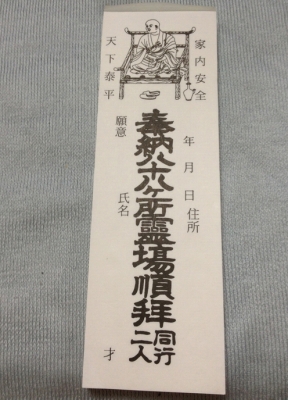 家内安全
天下泰平
年 月 日 住所
奉納八十八ヶ所霊場順拝
同行二人
願意
氏名
才